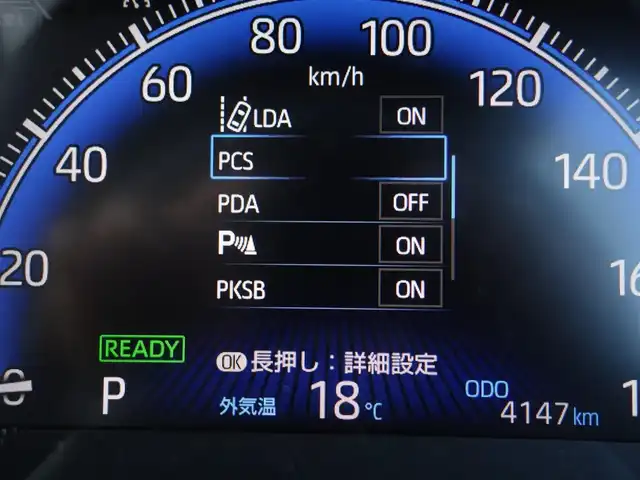 80 100
km/h
60 120
LDA ON
40 PCS 140
PDA OFF
P ON
20 PKSB ON
READY
OK 長押し：詳細設定
0 P
外気温 18 ℃
ODO
4147 km